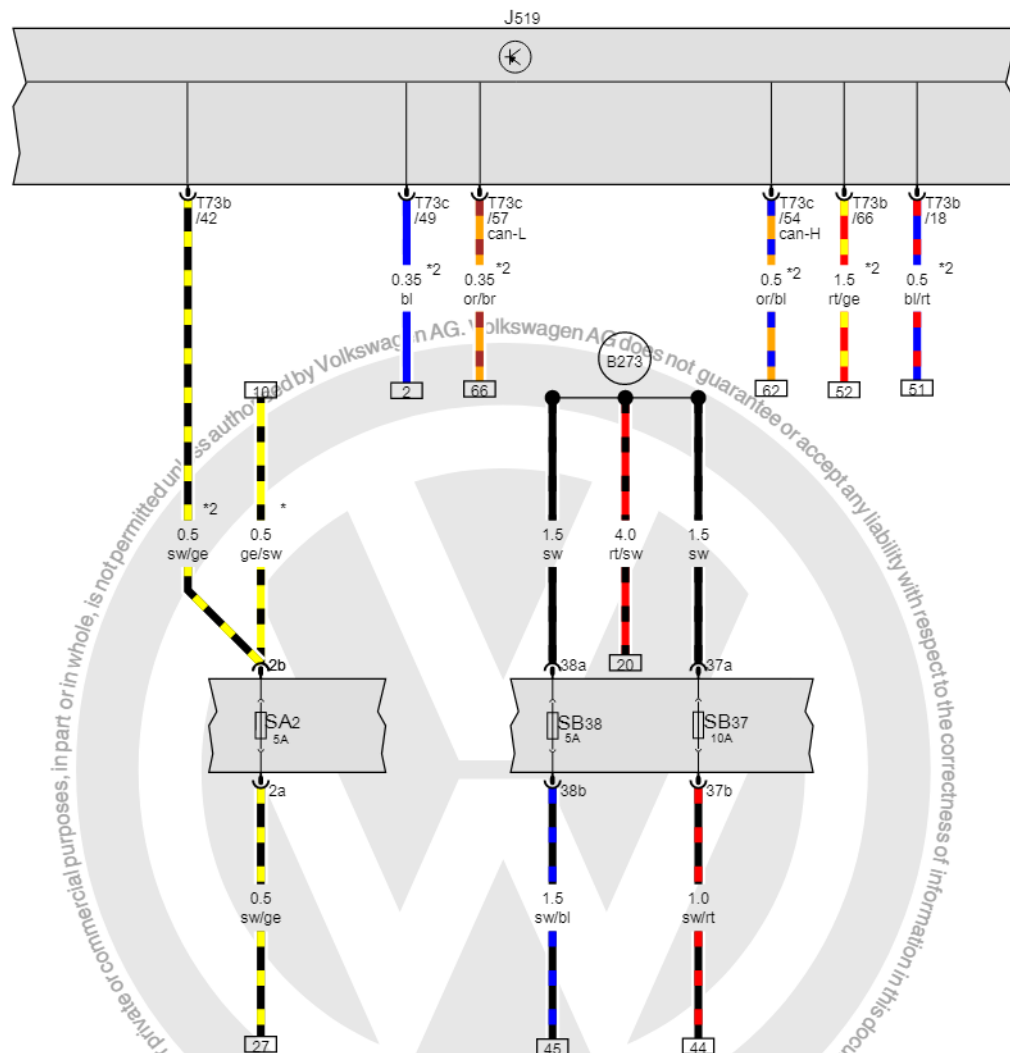 J519
T73b
/42
T73c
/49
T73c
/57
can-L
T73c
/54
can-H
T73b
/66
T73b
/18
0.35
*2
bl
0.35
*2
or/br
0.5
*2
or/bl
1.5
*2
rt/ge
0.5
*2
bl/rt
10
2
66
B273
62
52
51
0.5
*2
sw/ge
0.5
*
ge/sw
1.5
sw
4.0
rt/sw
1.5
sw
2b
38a
20
37a
SA2
5A
SB38
5A
SB37
10A
2a
38b
37b
0.5
sw/ge
1.5
sw/bl
1.0
sw/rt
27
45
44
private or commercial purposes, in part or in whole, is not permitted unless authorised by Volkswagen AG. Volkswagen AG does not guarantee or accept any liability with respect to the correctness of information in this